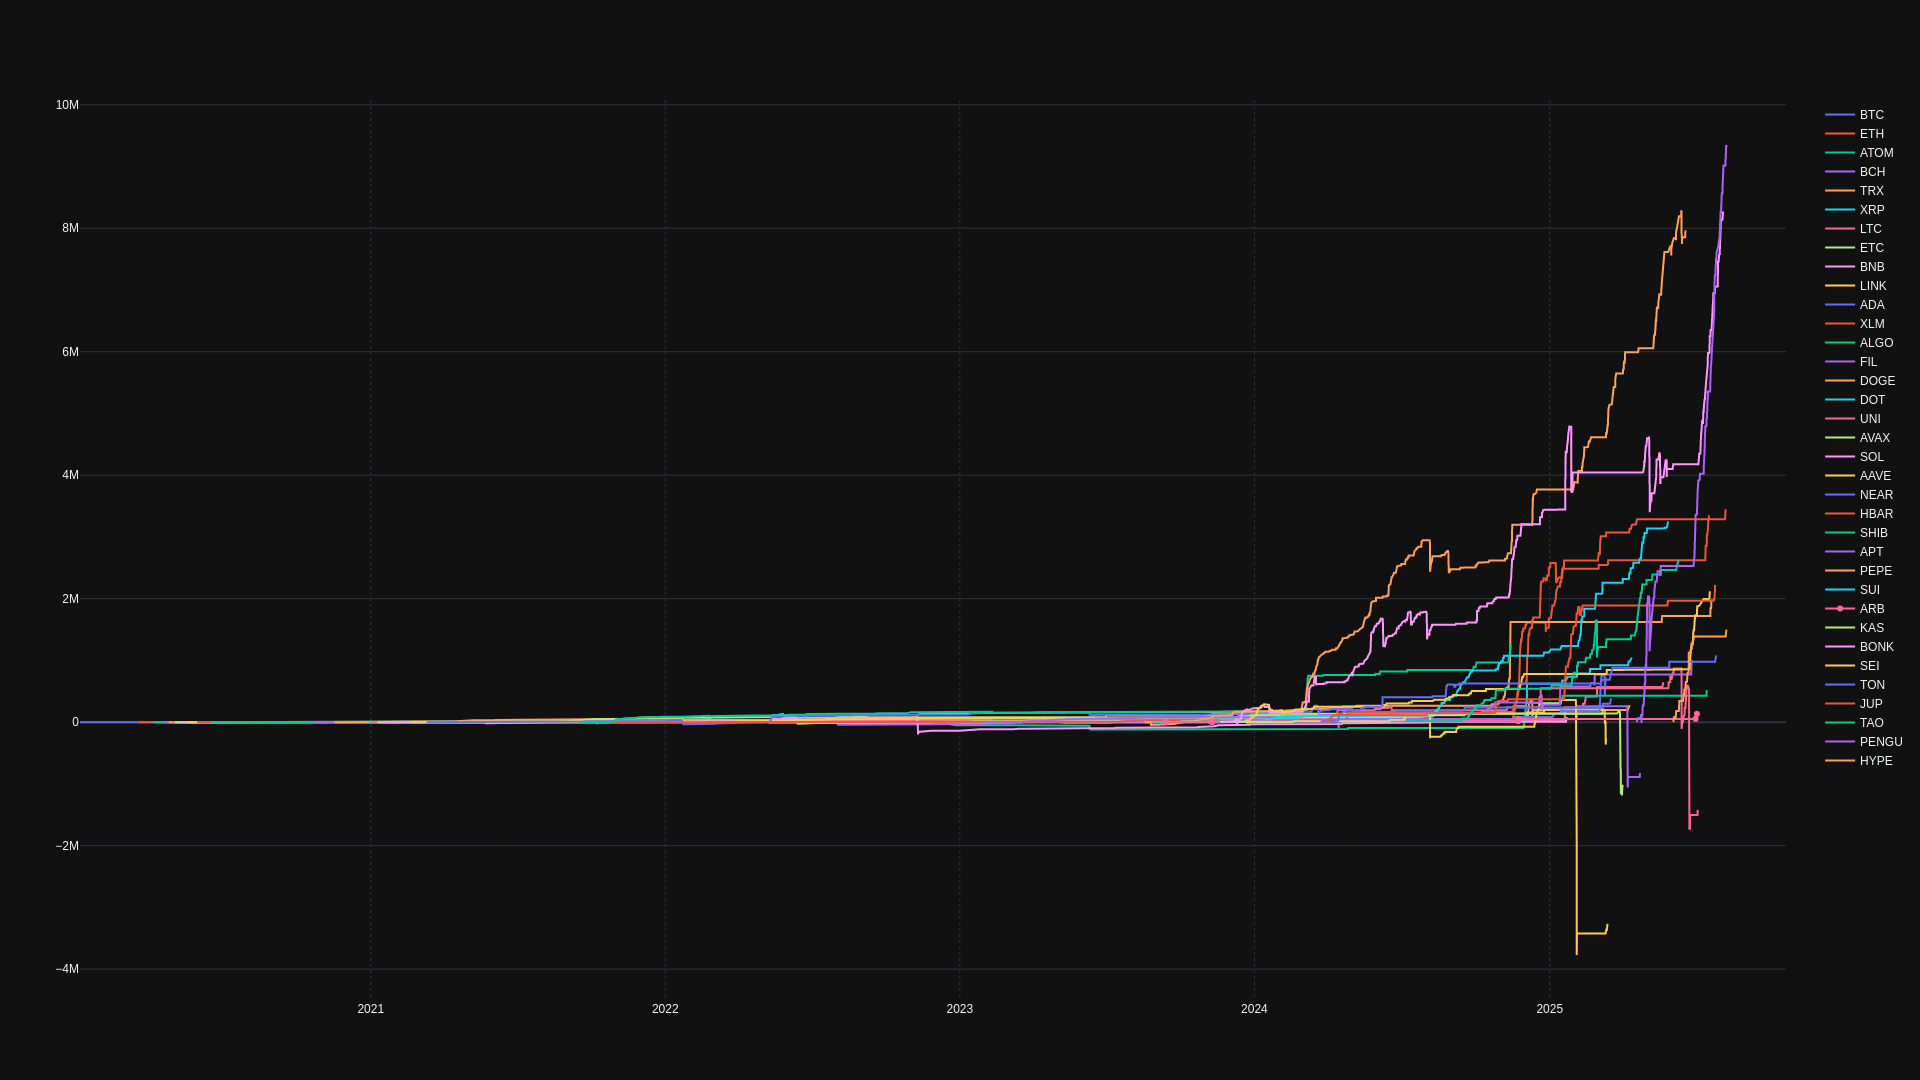 10M
8M
6M
4M
2M
0
−2M
−4M
2021
2022
2023
2024
2025
BTC
ETH
ATOM
BCH
TRX
XRP
LTC
ETC
BNB
LINK
ADA
XLM
ALGO
FIL
DOGE
DOT
UNI
AVAX
SOL
AAVE
NEAR
HBAR
SHIB
APT
PEPE
SUI
ARB
KAS
BONK
SEI
TON
JUP
TAO
PENGU
HYPE